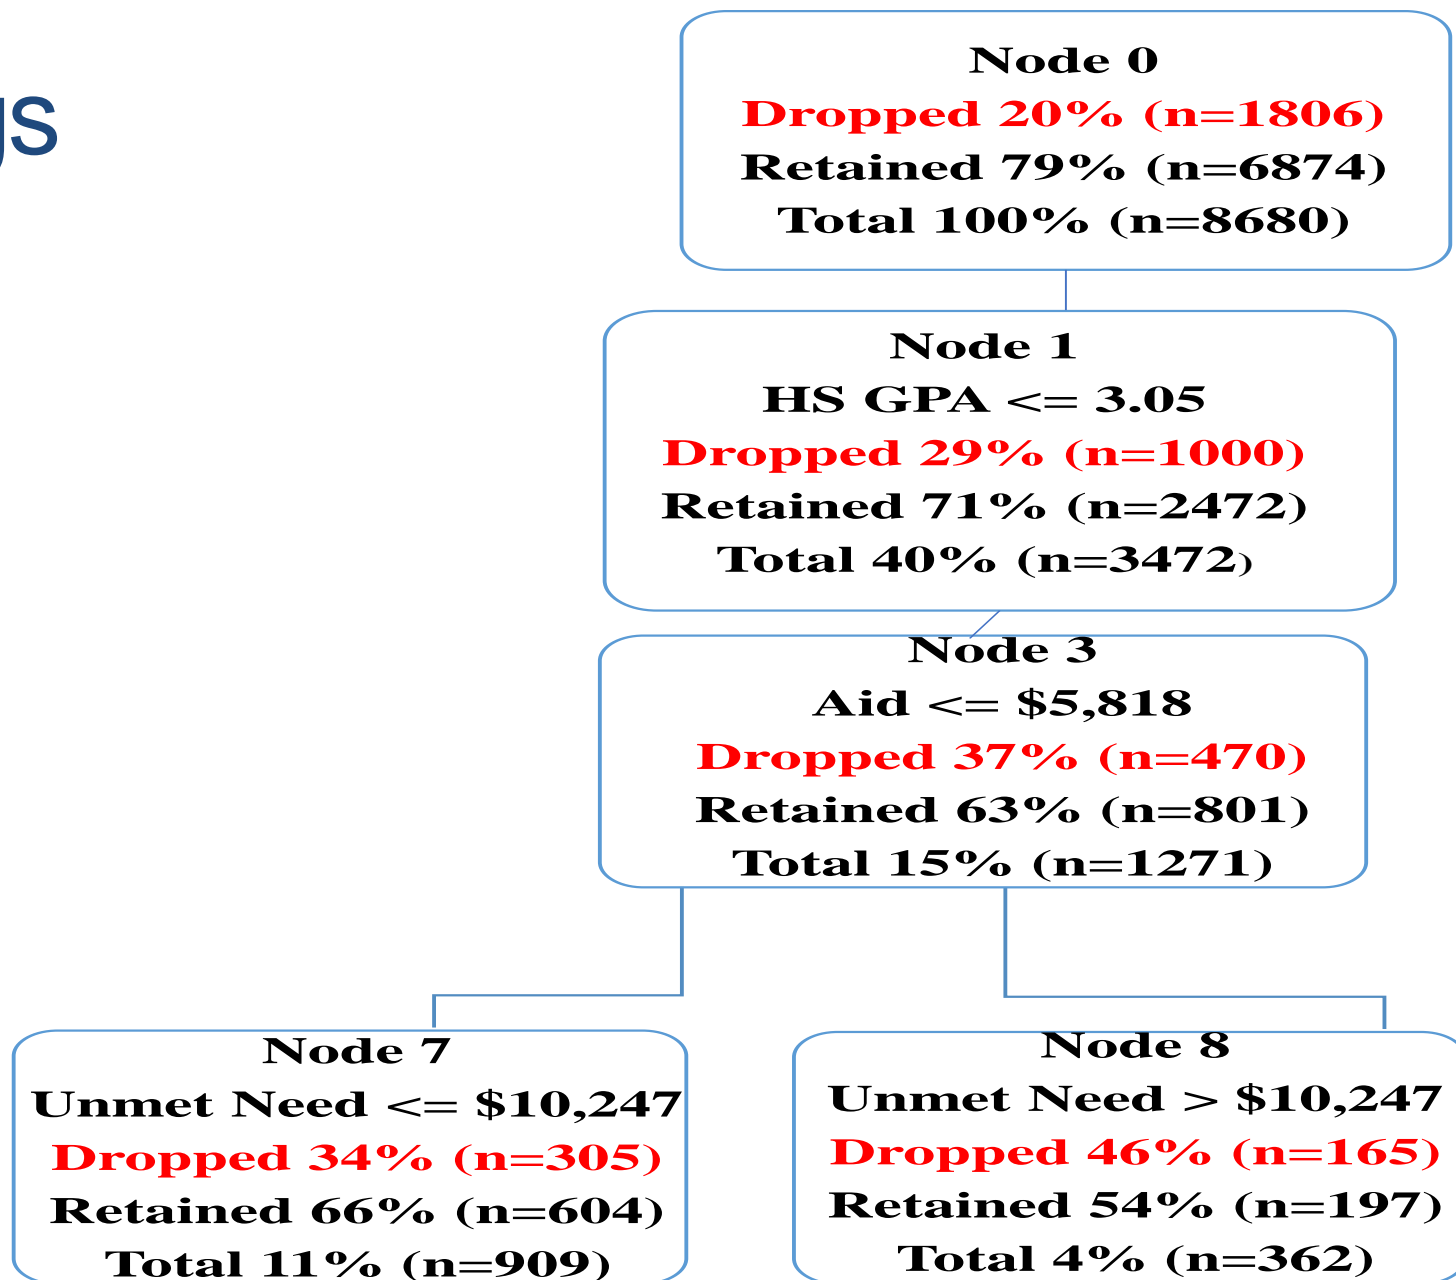 Node 0
Dropped 20% (n=1806)
Retained 79% (n=6874)
Total 100% (n=8680)
Node 1
HS GPA <= 3.05
Dropped 29% (n=1000)
Retained 71% (n=2472)
Total 40% (n=3472)
Node 3
Aid <= $5,818
Dropped 37% (n=470)
Retained 63% (n=801)
Total 15% (n=1271)
Node 7
Unmet Need <= $10,247
Dropped 34% (n=305)
Retained 66% (n=604)
Total 11% (n=909)
Node 8
Unmet Need > $10,247
Dropped 46% (n=165)
Retained 54% (n=197)
Total 4% (n=362)